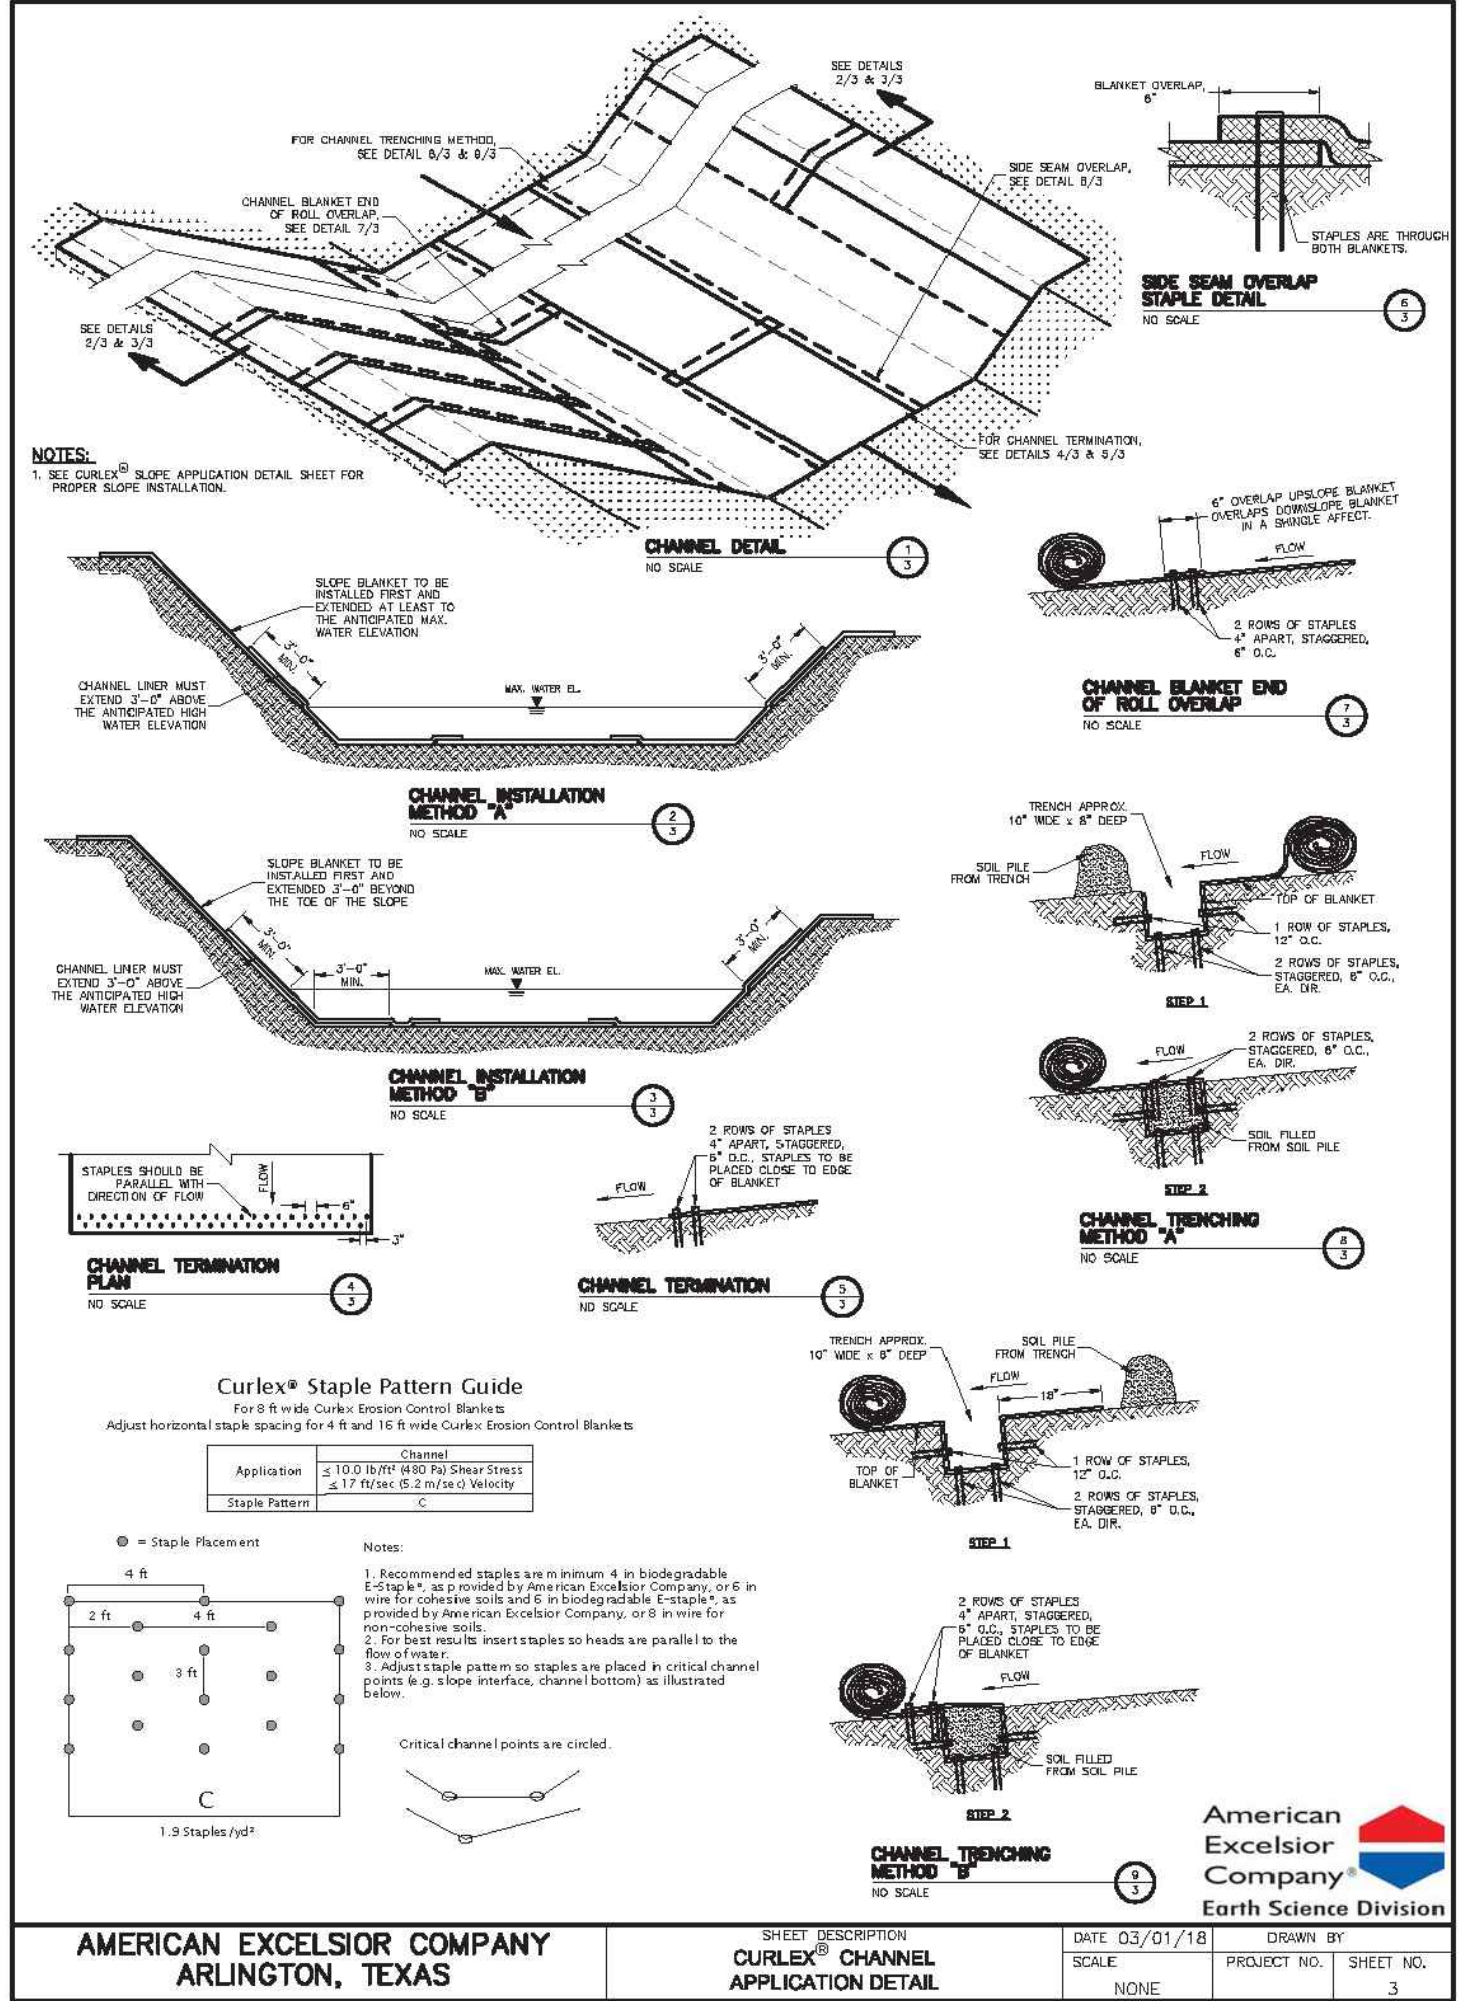 SEE DETAILS
2/3 & 3/3
BLANKET OVERLAP,
6"
FOR CHANNEL TRENCHING METHOD,
SEE DETAIL 8/3 & 9/3
SIDE SEAM OVERLAP,
SEE DETAIL 6/3
CHANNEL BLANKET END
OF ROLL OVERLAP,
SEE DETAIL 7/3
STAPLES ARE THROUGH
BOTH BLANKETS.
SIDE SEAM OVERLAP
STAPLE DETAIL
NO SCALE
6
3
SEE DETAILS
2/3 & 3/3
FOR CHANNEL TERMINATION,
SEE DETAILS 4/3 & 5/3
NOTES:
1. SEE CURLEX® SLOPE APPLICATION DETAIL SHEET FOR
PROPER SLOPE INSTALLATION.
CHANNEL DETAIL
NO SCALE
1
3
6" OVERLAP UPSLOPE BLANKET
OVERLAPS DOWNSLOPE BLANKET
IN A SHINGLE AFFECT.
FLOW
2 ROWS OF STAPLES
4" APART, STAGGERED,
6" O.C.
CHANNEL BLANKET END
OF ROLL OVERLAP
NO SCALE
7
3
SLOPE BLANKET TO BE
INSTALLED FIRST AND
EXTENDED AT LEAST TO
THE ANTICIPATED MAX.
WATER ELEVATION
3'-0"
MIN.
3'-0"
MIN.
CHANNEL LINER MUST
EXTEND 3'-0" ABOVE
THE ANTICIPATED HIGH
WATER ELEVATION
MAX. WATER EL.
CHANNEL INSTALLATION
METHOD "A"
NO SCALE
2
3
SLOPE BLANKET TO BE
INSTALLED FIRST AND
EXTENDED 3'-0" BEYOND
THE TOE OF THE SLOPE
3'-0"
MIN.
3'-0"
MIN.
3'-0"
MIN.
CHANNEL LINER MUST
EXTEND 3'-0" ABOVE
THE ANTICIPATED HIGH
WATER ELEVATION
MAX. WATER EL.
CHANNEL INSTALLATION
METHOD "B"
NO SCALE
3
3
TRENCH APPROX.
10" WIDE x 8" DEEP
FLOW
SOIL PILE
FROM TRENCH
TOP OF BLANKET
1 ROW OF STAPLES,
12" O.C.
2 ROWS OF STAPLES,
STAGGERED, 6" O.C.,
EA. DIR.
STEP 1
2 ROWS OF STAPLES,
STAGGERED, 6" O.C.,
EA. DIR.
FLOW
SOIL FILLED
FROM SOIL PILE
STEP 2
CHANNEL TRENCHING
METHOD "A"
NO SCALE
8
3
STAPLES SHOULD BE
PARALLEL WITH
DIRECTION OF FLOW
FLOW
6"
3"
CHANNEL TERMINATION
PLAN
NO SCALE
4
3
2 ROWS OF STAPLES
4" APART, STAGGERED,
6" O.C., STAPLES TO BE
PLACED CLOSE TO EDGE
OF BLANKET
FLOW
CHANNEL TERMINATION
NO SCALE
5
3
Curlex® Staple Pattern Guide
For 8 ft wide Curlex Erosion Control Blankets
Adjust horizontal staple spacing for 4 ft and 16 ft wide Curlex Erosion Control Blankets
Application
Channel
≤ 10.0 lb/ft² (480 Pa) Shear Stress
≤ 17 ft/sec (5.2 m/sec) Velocity
Staple Pattern
C
= Staple Placement
4 ft
2 ft
4 ft
3 ft
C
1.9 Staples/yd²
Notes:
1. Recommended staples are minimum 4 in biodegradable
E-Staple®, as provided by American Excelsior Company, or 6 in
wire for cohesive soils and 6 in biodegradable E-staple®, as
provided by American Excelsior Company, or 8 in wire for
non-cohesive soils.
2. For best results insert staples so heads are parallel to the
flow of water.
3. Adjust staple pattern so staples are placed in critical channel
points (e.g. slope interface, channel bottom) as illustrated
below.
Critical channel points are circled.
TRENCH APPROX.
10" WIDE x 8" DEEP
SOIL PILE
FROM TRENCH
FLOW
18"
TOP OF
BLANKET
1 ROW OF STAPLES,
12" O.C.
2 ROWS OF STAPLES,
STAGGERED, 6" O.C.,
EA. DIR.
STEP 1
2 ROWS OF STAPLES
4" APART, STAGGERED,
6" O.C., STAPLES TO BE
PLACED CLOSE TO EDGE
OF BLANKET
FLOW
SOIL FILLED
FROM SOIL PILE
STEP 2
CHANNEL TRENCHING
METHOD "B"
NO SCALE
9
3
American
Excelsior
Company®
Earth Science Division
AMERICAN EXCELSIOR COMPANY
ARLINGTON, TEXAS
SHEET DESCRIPTION
CURLEX® CHANNEL
APPLICATION DETAIL
DATE 03/01/18
DRAWN BY
SCALE
NONE
PROJECT NO.
SHEET NO.
3